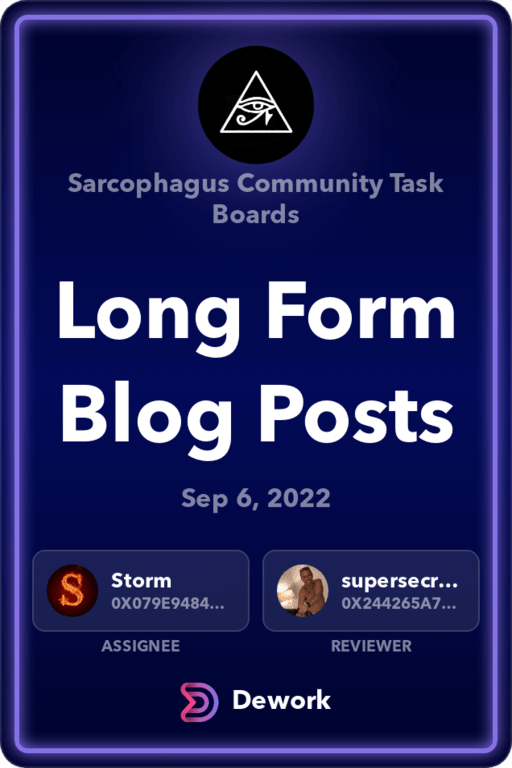 Sarcophagus Community Task
Boards
Long Form
Blog Posts
Sep 6, 2022
S
Storm
0X079E9484...
supersecr...
0X244265A7...
ASSIGNEE
REVIEWER
Dework